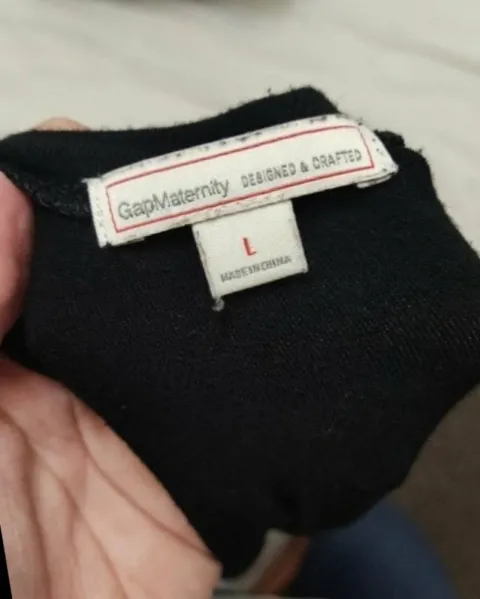 GapMaternity DESIGNED & CRAFTED
L
MADE IN CHINA